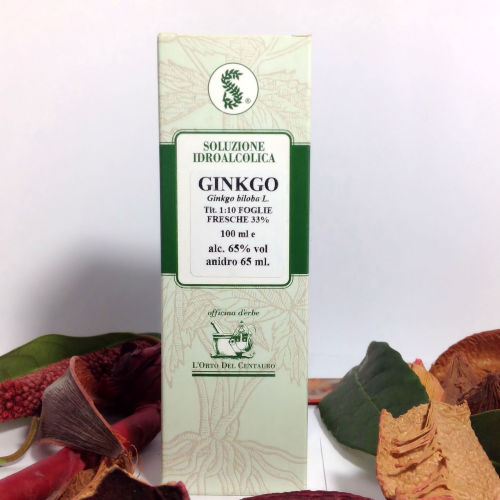 ®
SOLUZIONE
IDROALCOLICA
GINKGO
Ginkgo biloba L.
Tit. 1:10 FOGLIE
FRESCHE 33%
100 ml e
alc. 65% vol
anidro 65 ml.
officina d'erbe
L'ORTO DEL CENTAURO